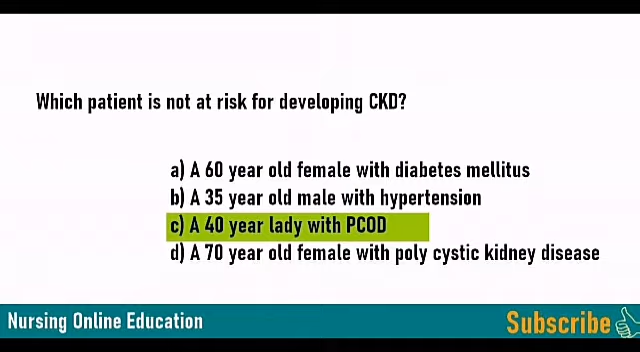 Which patient is not at risk for developing CKD?
a) A 60 year old female with diabetes mellitus
b) A 35 year old male with hypertension
c) A 40 year lady with PCOD
d) A 70 year old female with poly cystic kidney disease
Nursing Online Education
Subscribe